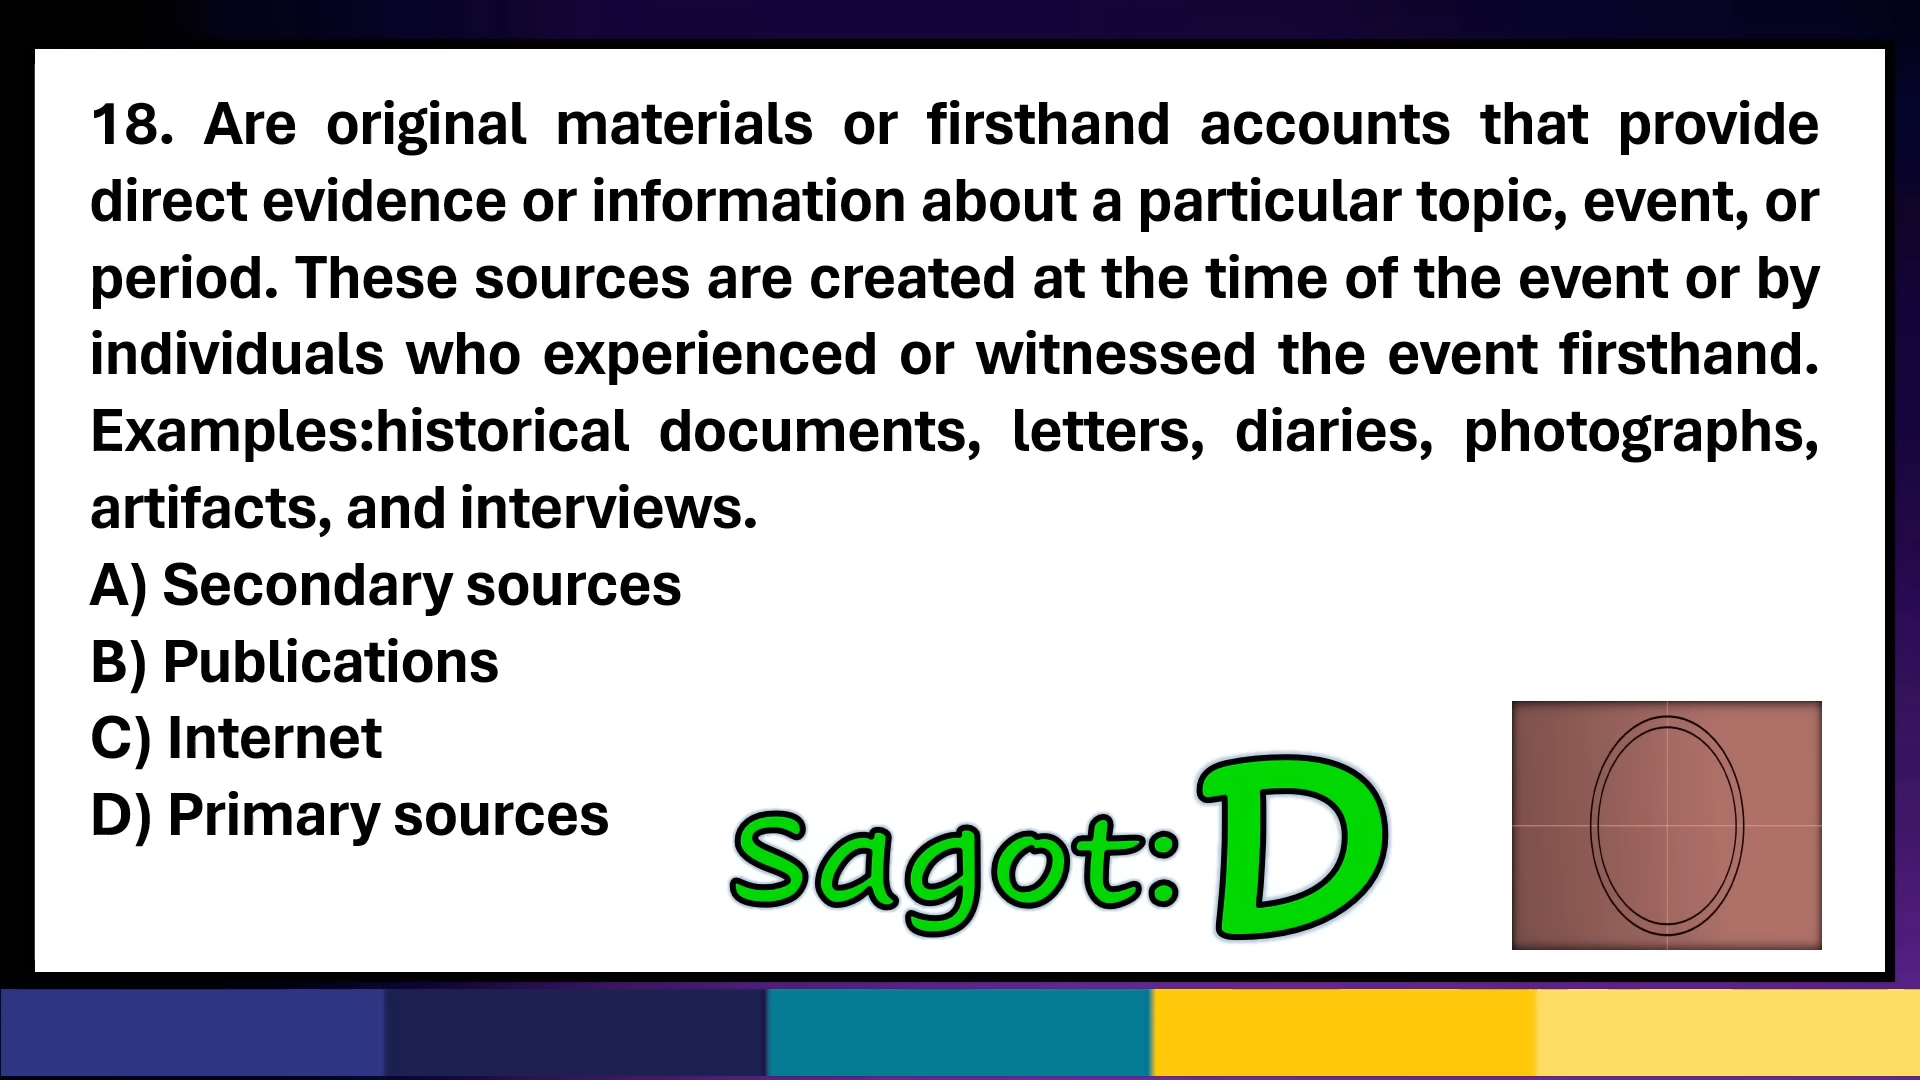 18. Are original materials or firsthand accounts that provide
direct evidence or information about a particular topic, event, or
period. These sources are created at the time of the event or by
individuals who experienced or witnessed the event firsthand.
Examples:historical documents, letters, diaries, photographs,
artifacts, and interviews.
A) Secondary sources
B) Publications
C) Internet
D) Primary sources
Sagot: D